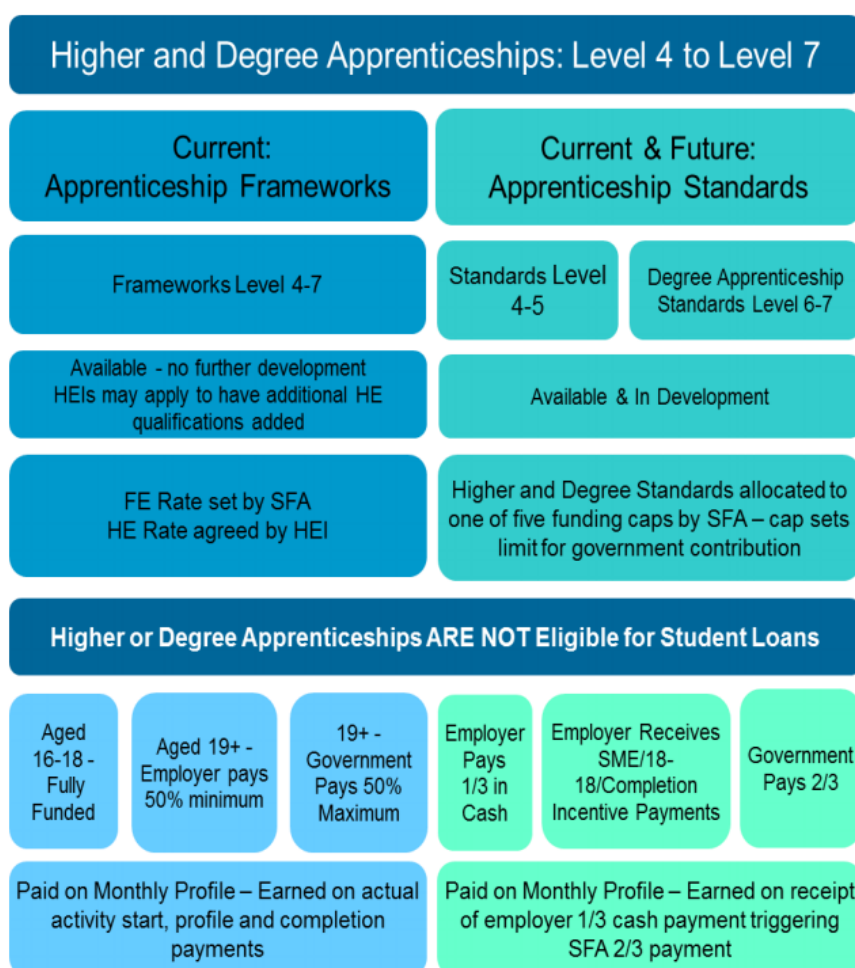 Higher and Degree Apprenticeships: Level 4 to Level 7
Current:
Apprenticeship Frameworks
Current & Future:
Apprenticeship Standards
Frameworks Level 4-7
Standards Level
4-5
Degree Apprenticeship
Standards Level 6-7
Available - no further development
HEIs may apply to have additional HE
qualifications added
Available & In Development
FE Rate set by SFA
HE Rate agreed by HEI
Higher and Degree Standards allocated to
one of five funding caps by SFA – cap sets
limit for government contribution
Higher or Degree Apprenticeships ARE NOT Eligible for Student Loans
Aged
16-18 -
Fully
Funded
Aged 19+ -
Employer pays
50% minimum
19+ -
Government
Pays 50%
Maximum
Employer
Pays
1/3 in
Cash
Employer Receives
SME/18-
18/Completion
Incentive Payments
Government
Pays 2/3
Paid on Monthly Profile – Earned on actual
activity start, profile and completion
payments
Paid on Monthly Profile – Earned on receipt
of employer 1/3 cash payment triggering
SFA 2/3 payment